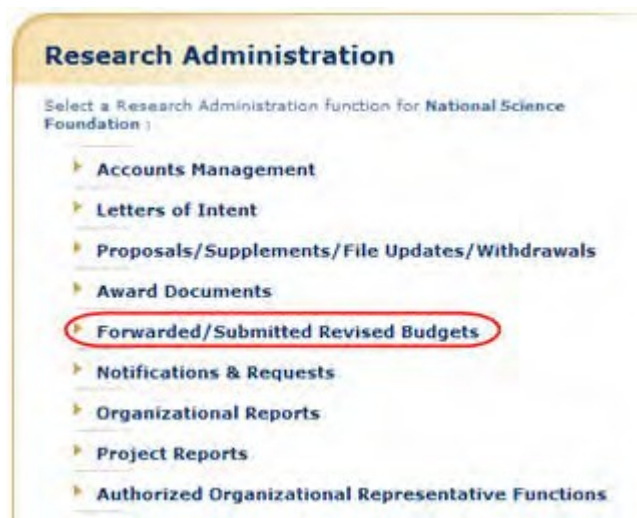 Research Administration
Select a Research Administration function for National Science
Foundation :
Accounts Management
Letters of Intent
Proposals/Supplements/File Updates/Withdrawals
Award Documents
Forwarded/Submitted Revised Budgets
Notifications & Requests
Organizational Reports
Project Reports
Authorized Organizational Representative Functions